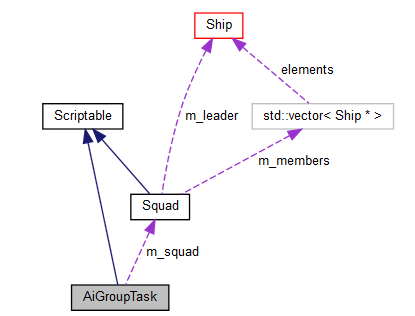 Ship
elements
Scriptable
m_leader
std::vector< Ship * >
m_members
Squad
m_squad
AiGroupTask